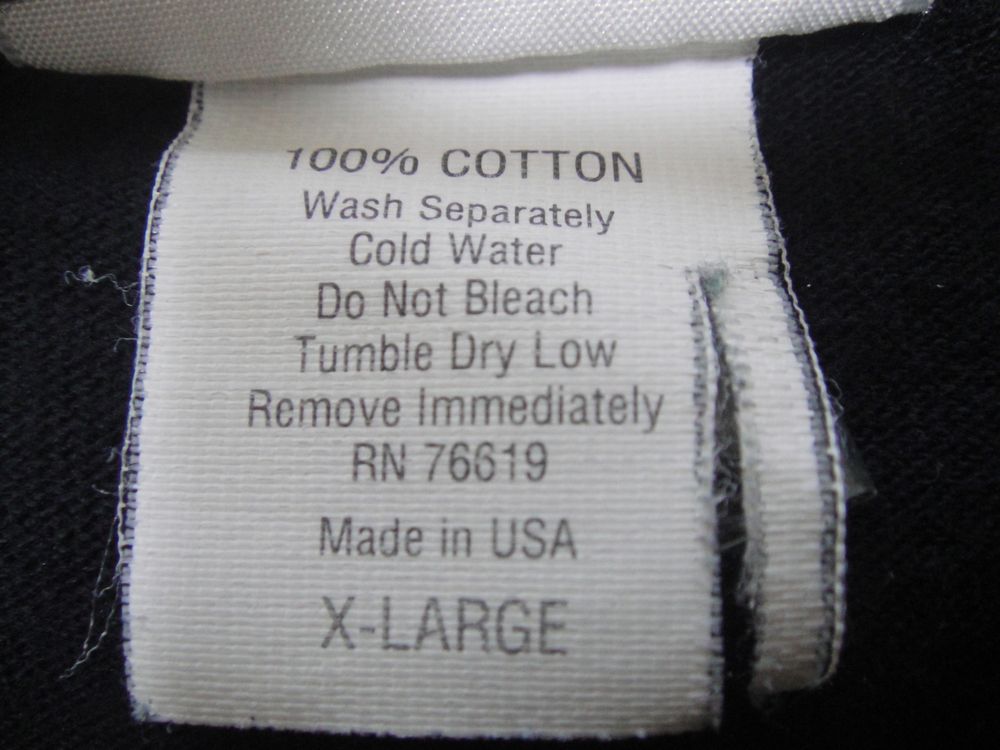 100% COTTON
Wash Separately
Cold Water
Do Not Bleach
Tumble Dry Low
Remove Immediately
RN 76619
Made in USA
X-LARGE